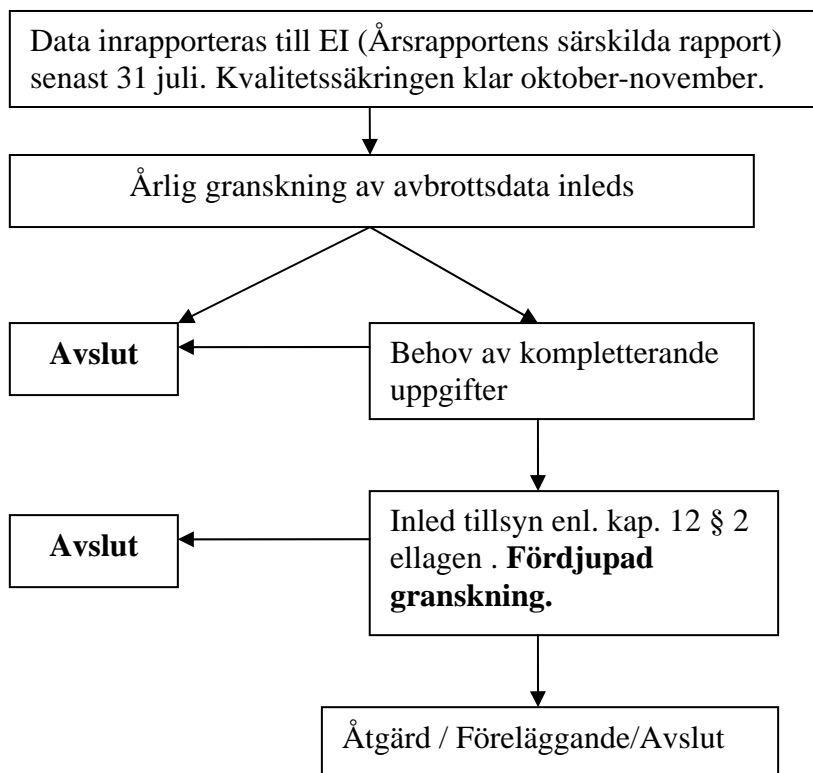 Data inrapporteras till EI (Årsrapportens särskilda rapport)
senast 31 juli. Kvalitetssäkringen klar oktober-november.
Årlig granskning av avbrottsdata inleds
Avslut
Behov av kompletterande
uppgifter
Avslut
Inled tillsyn enl. kap. 12 § 2
ellagen . Fördjupad
granskning.
Åtgärd / Föreläggande/Avslut